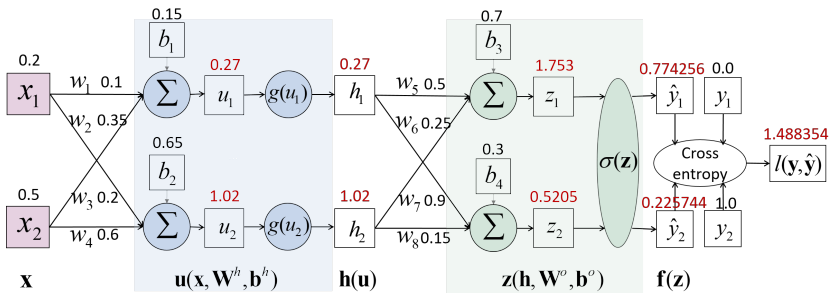 0.15
0.7
b₁
b₃
0.2
0.27
0.27
1.753
0.774256
0.0
x₁
w₁ 0.1
∑
u₁
g(u₁)
h₁
w₅ 0.5
∑
z₁
ŷ₁
y₁
w₂ 0.35
w₆ 0.25
1.488354
0.65
0.3
σ(z)
Cross
entropy
l(y,ŷ)
b₂
b₄
0.5
w₃ 0.2
1.02
1.02
w₇ 0.9
0.5205
0.225744
1.0
x₂
w₄ 0.6
∑
u₂
g(u₂)
h₂
w₈ 0.15
∑
z₂
ŷ₂
y₂
x
u(x, Wʰ, bʰ)
h(u)
z(h, Wᵒ, bᵒ)
f(z)